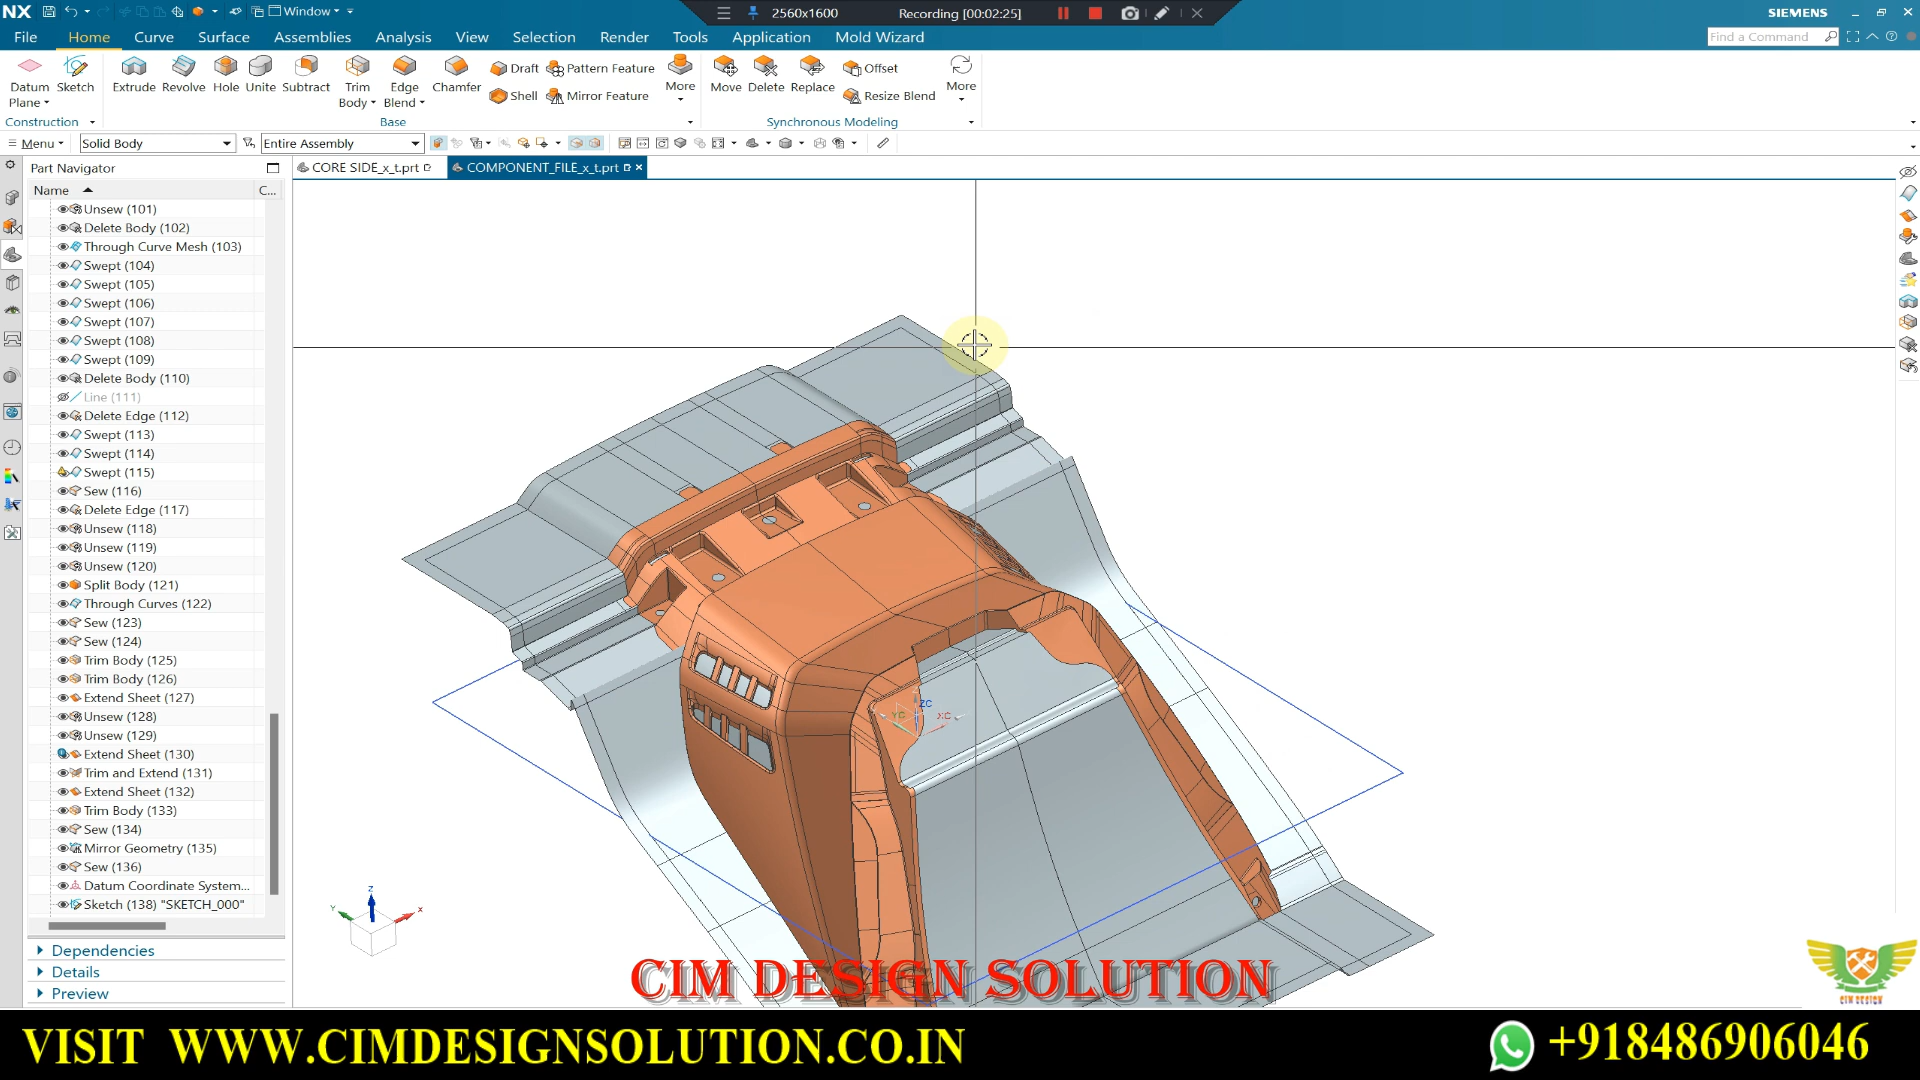 NX
Window
2560x1600
Recording [00:02:25]
SIEMENS
File
Home
Curve
Surface
Assemblies
Analysis
View
Selection
Render
Tools
Application
Mold Wizard
Find a Command
Datum Plane
Sketch
Extrude
Revolve
Hole
Unite
Subtract
Trim Body
Edge Blend
Chamfer
Draft
Shell
Pattern Feature
Mirror Feature
More
Move
Delete
Replace
Offset
Resize Blend
More
Construction
Base
Synchronous Modeling
Menu
Solid Body
Entire Assembly
Part Navigator
CORE SIDE_x_t.prt
COMPONENT_FILE_x_t.prt
Name
C...
Unsew (101)
Delete Body (102)
Through Curve Mesh (103)
Swept (104)
Swept (105)
Swept (106)
Swept (107)
Swept (108)
Swept (109)
Delete Body (110)
Line (111)
Delete Edge (112)
Swept (113)
Swept (114)
Swept (115)
Sew (116)
Delete Edge (117)
Unsew (118)
Unsew (119)
Unsew (120)
Split Body (121)
Through Curves (122)
Sew (123)
Sew (124)
Trim Body (125)
Trim Body (126)
Extend Sheet (127)
Unsew (128)
Unsew (129)
Extend Sheet (130)
Trim and Extend (131)
Extend Sheet (132)
Trim Body (133)
Sew (134)
Mirror Geometry (135)
Sew (136)
Datum Coordinate System...
Sketch (138) "SKETCH_000"
Dependencies
Details
Preview
ZC
YC
XC
Z
Y
X
CIM DESIGN SOLUTION
CIM DESIGN
VISIT WWW.CIMDESIGNSOLUTION.CO.IN
+918486906046